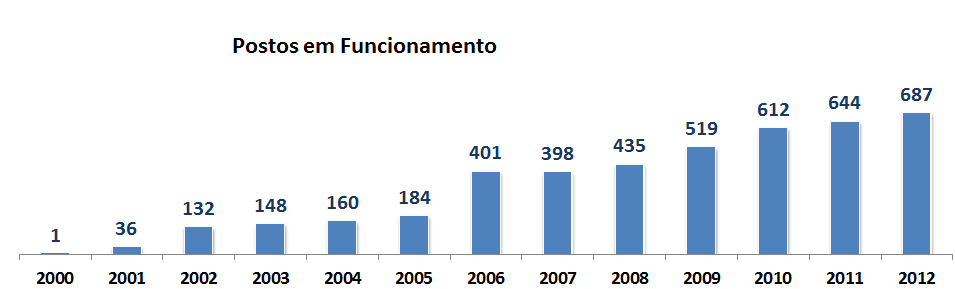 Postos em Funcionamento
1 36 132 148 160 184 401 398 435 519 612 644 687
2000 2001 2002 2003 2004 2005 2006 2007 2008 2009 2010 2011 2012